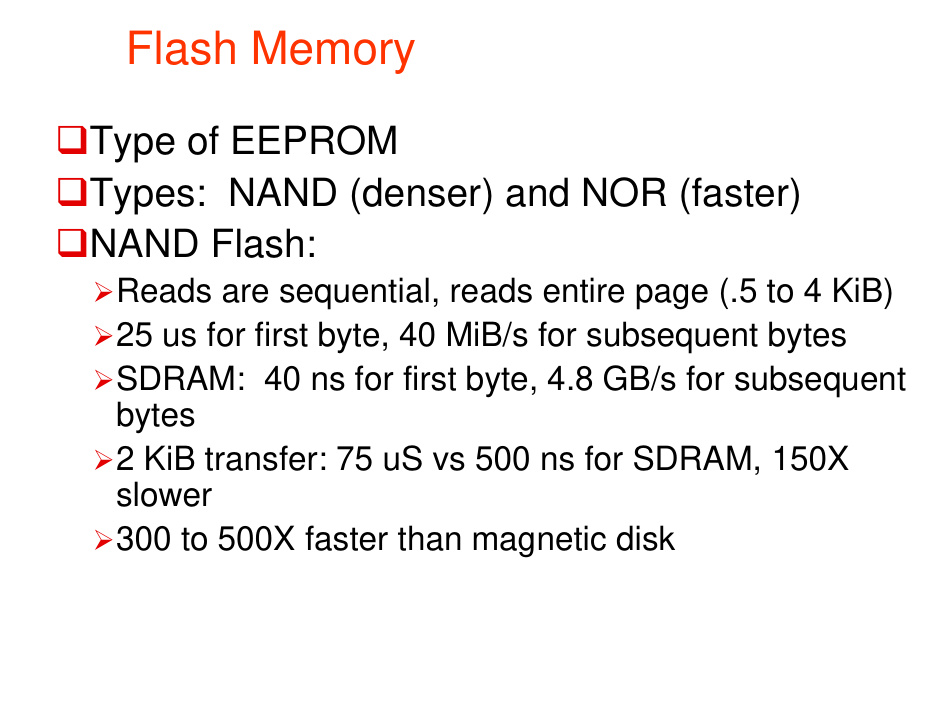 Flash Memory
Type of EEPROM
Types:  NAND (denser) and NOR (faster)
NAND Flash:
Reads are sequential, reads entire page (.5 to 4 KiB)
25 us for first byte, 40 MiB/s for subsequent bytes
SDRAM:  40 ns for first byte, 4.8 GB/s for subsequent
bytes
2 KiB transfer: 75 uS vs 500 ns for SDRAM, 150X
slower
300 to 500X faster than magnetic disk